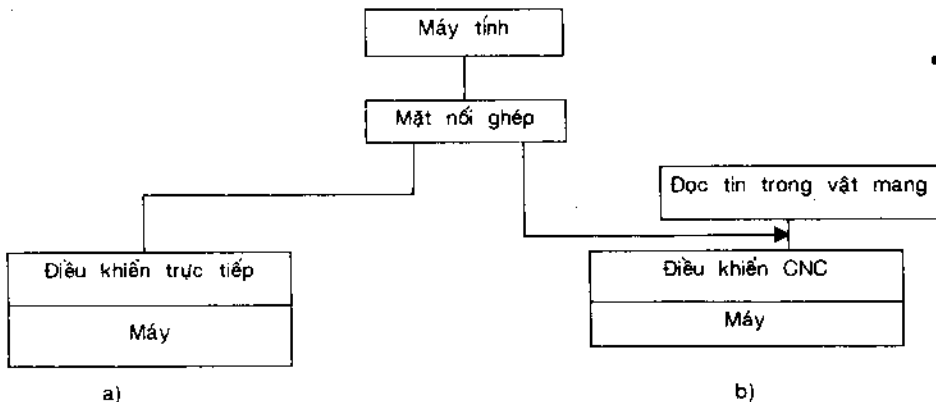 Máy tính
Mặt nối ghép
Đọc tin trong vật mang
Điều khiển trực tiếp
Máy
Điều khiển CNC
Máy
a)
b)